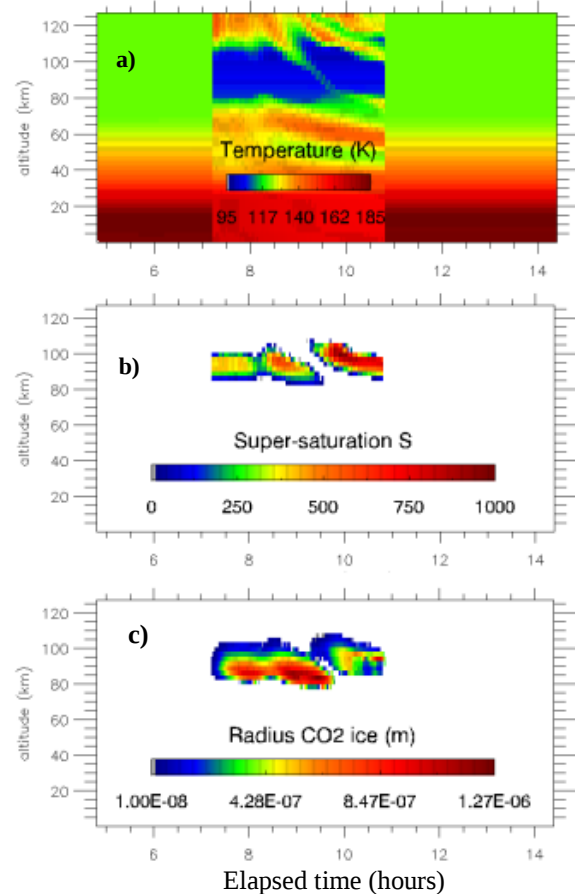 120
a)
100
80
60
40
20
altitude (km)
Temperature (K)
95 117 140 162 185
6 8 10 12 14
120
100
b)
80
60
40
20
altitude (km)
Super-saturation S
0 250 500 750 1000
6 8 10 12 14
120
c)
100
80
60
40
20
altitude (km)
Radius CO2 ice (m)
1.00E-08 4.28E-07 8.47E-07 1.27E-06
6 8 10 12 14
Elapsed time (hours)